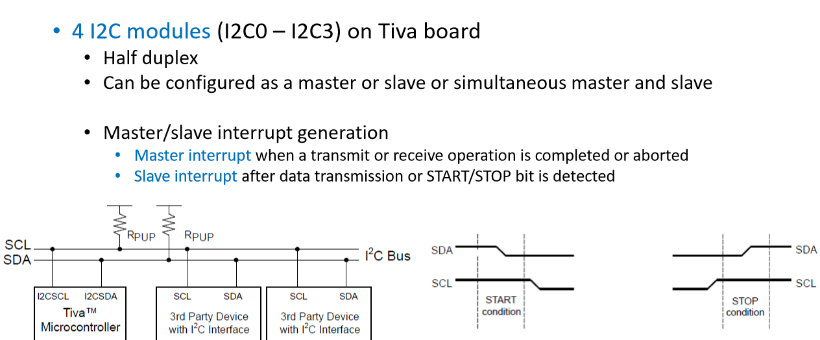 4 I2C modules (I2C0 – I2C3) on Tiva board
Half duplex
Can be configured as a master or slave or simultaneous master and slave
Master/slave interrupt generation
Master interrupt when a transmit or receive operation is completed or aborted
Slave interrupt after data transmission or START/STOP bit is detected
RPUP RPUP
SCL
SDA
I²C Bus
I2CSCL I2CSDA
Tiva™
Microcontroller
SCL SDA
3rd Party Device
with I²C Interface
SCL SDA
3rd Party Device
with I²C Interface
SDA
SCL
START
condition
SDA
SCL
STOP
condition